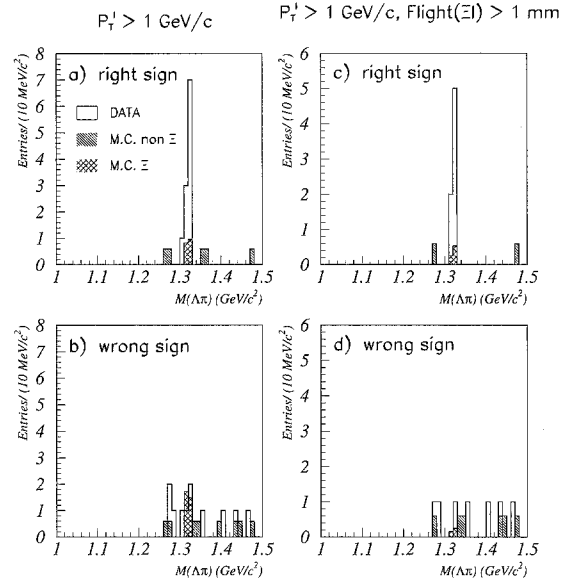 P_T^l > 1 GeV/c
P_T^l > 1 GeV/c, Flight(Ξl) > 1 mm
a) right sign
DATA
M.C. non Ξ
M.C. Ξ
Entries/ (10 MeV/c²)
8
7
6
5
4
3
2
1
0
1 1.1 1.2 1.3 1.4 1.5
M(Λπ) (GeV/c²)
c) right sign
Entries/ (10 MeV/c²)
6
5
4
3
2
1
0
1 1.1 1.2 1.3 1.4 1.5
M(Λπ) (GeV/c²)
b) wrong sign
Entries/ (10 MeV/c²)
8
7
6
5
4
3
2
1
0
1 1.1 1.2 1.3 1.4 1.5
M(Λπ) (GeV/c²)
d) wrong sign
Entries/ (10 MeV/c²)
6
5
4
3
2
1
0
1 1.1 1.2 1.3 1.4 1.5
M(Λπ) (GeV/c²)